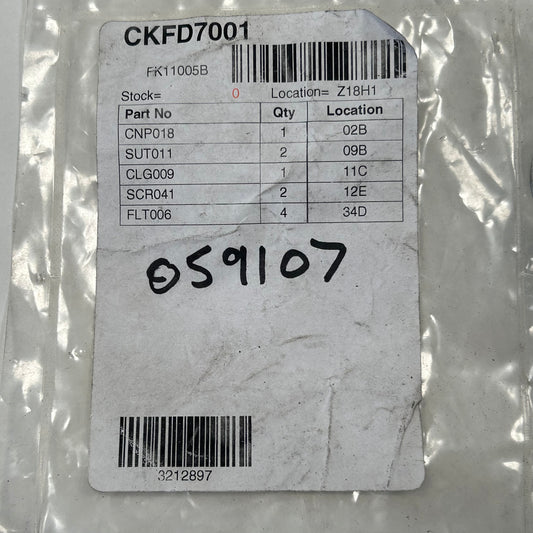 CKFD7001
FK11005B
Stock= 0 Location= Z18H1
Part No Qty Location
CNP018 1 02B
SUT011 2 09B
CLG009 1 11C
SCR041 2 12E
FLT006 4 34D
059107
3212897